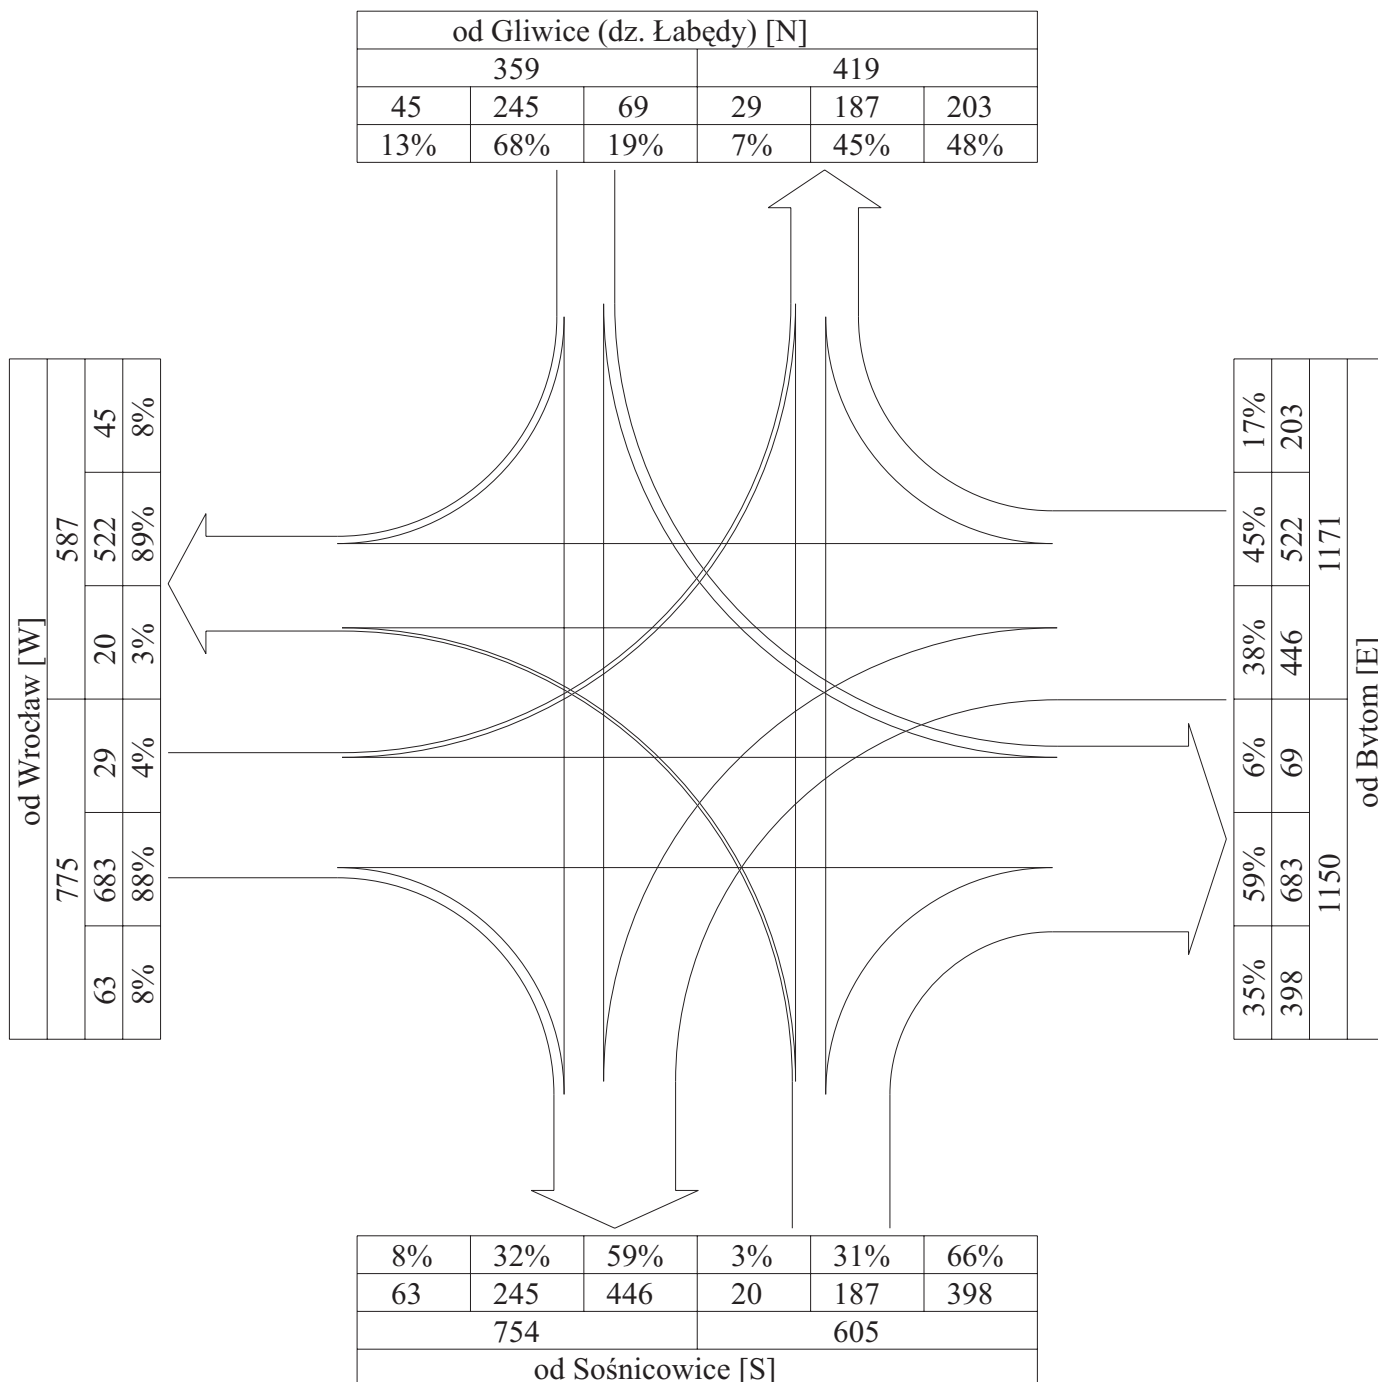 od Gliwice (dz. Łabędy) [N]
359 419
45 245 69 29 187 203
13% 68% 19% 7% 45% 48%
od Wrocław [W]
587 775
45 522 20 29 683 63
8% 89% 3% 4% 88% 8%
17% 45% 38% 6% 59% 35%
203 522 446 69 683 398
1171 1150
od Bytom [E]
8% 32% 59% 3% 31% 66%
63 245 446 20 187 398
754 605
od Sośnicowice [S]